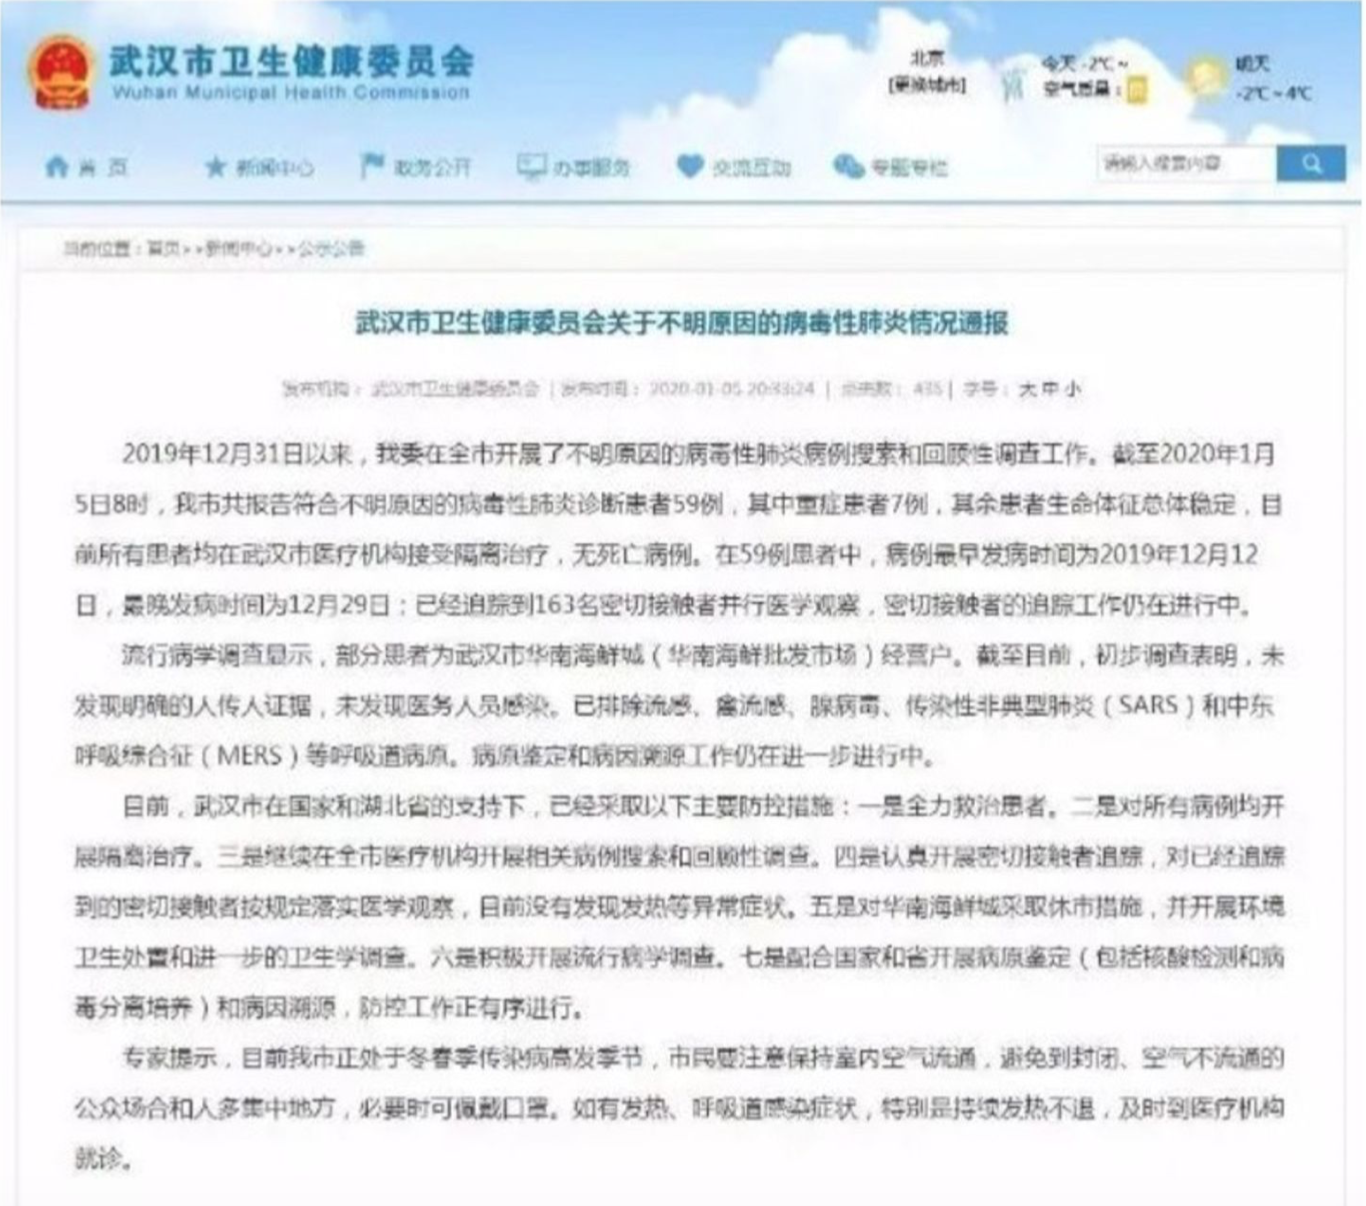 武汉市卫生健康委员会
Wuhan Municipal Health Commission
北京
[更换城市]
今天 -2℃ ~
空气质量：
明天
-2℃ ~ 4℃
首 页
新闻中心
政务公开
办事服务
交流互动
专题专栏
请输入搜索内容
当前位置：首页>>新闻中心>>公示公告
武汉市卫生健康委员会关于不明原因的病毒性肺炎情况通报
发布机构： 武汉市卫生健康委员会 | 发布时间： 2020-01-05 20:33:24 | 点击数： 435 | 字号： 大 中 小
2019年12月31日以来，我委在全市开展了不明原因的病毒性肺炎病例搜索和回顾性调查工作。截至2020年1月
5日8时，我市共报告符合不明原因的病毒性肺炎诊断患者59例，其中重症患者7例，其余患者生命体征总体稳定，目
前所有患者均在武汉市医疗机构接受隔离治疗，无死亡病例。在59例患者中，病例最早发病时间为2019年12月12
日，最晚发病时间为12月29日；已经追踪到163名密切接触者并行医学观察，密切接触者的追踪工作仍在进行中。
流行病学调查显示，部分患者为武汉市华南海鲜城（华南海鲜批发市场）经营户。截至目前，初步调查表明，未
发现明确的人传人证据，未发现医务人员感染。已排除流感、禽流感、腺病毒、传染性非典型肺炎（SARS）和中东
呼吸综合征（MERS）等呼吸道病原。病原鉴定和病因溯源工作仍在进一步进行中。
目前，武汉市在国家和湖北省的支持下，已经采取以下主要防控措施：一是全力救治患者。二是对所有病例均开
展隔离治疗。三是继续在全市医疗机构开展相关病例搜索和回顾性调查。四是认真开展密切接触者追踪，对已经追踪
到的密切接触者按规定落实医学观察，目前没有发现发热等异常症状。五是对华南海鲜城采取休市措施，并开展环境
卫生处置和进一步的卫生学调查。六是积极开展流行病学调查。七是配合国家和省开展病原鉴定（包括核酸检测和病
毒分离培养）和病因溯源，防控工作正有序进行。
专家提示，目前我市正处于冬春季传染病高发季节，市民要注意保持室内空气流通，避免到封闭、空气不流通的
公众场合和人多集中地方，必要时可佩戴口罩。如有发热、呼吸道感染症状，特别是持续发热不退，及时到医疗机构
就诊。